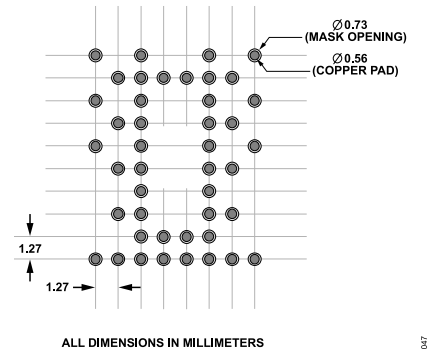 Ø0.73
(MASK OPENING)
Ø0.56
(COPPER PAD)
1.27
1.27
ALL DIMENSIONS IN MILLIMETERS
047